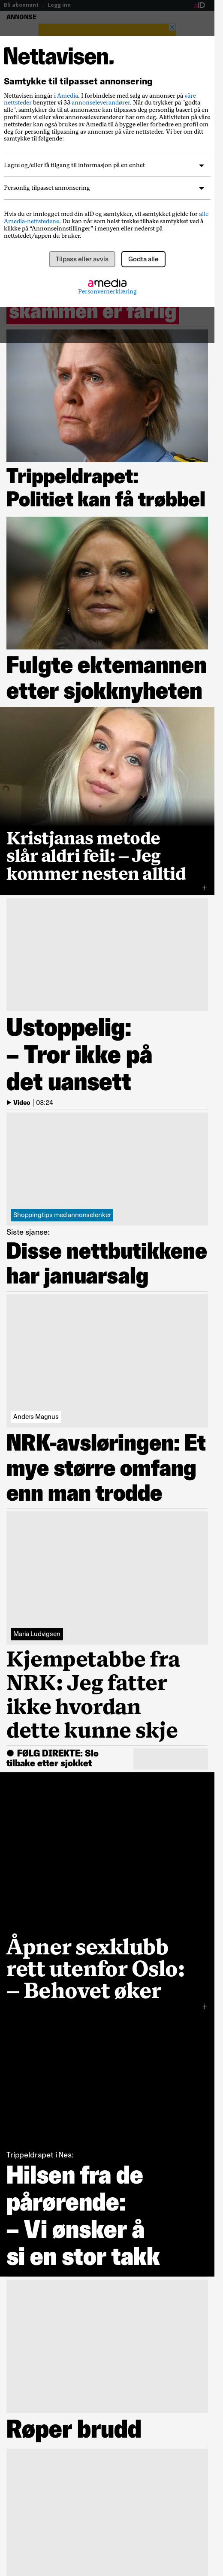 Bli abonnent | Logg inn
aID
ANNONSE
Nettavisen.
Samtykke til tilpasset annonsering
Nettavisen inngår i Amedia. I forbindelse med salg av annonser på våre
nettsteder benytter vi 33 annonseleverandører. Når du trykker på "godta
alle", samtykker du til at annonsene kan tilpasses deg personlig basert på en
profil som vi eller våre annonseleverandører har om deg. Aktiviteten på våre
nettsteder kan også brukes av Amedia til å bygge eller forbedre en profil om
deg for personlig tilpasning av annonser på våre nettsteder. Vi ber om ditt
samtykke til følgende:
Lagre og/eller få tilgang til informasjon på en enhet
Personlig tilpasset annonsering
Hvis du er innlogget med din aID og samtykker, vil samtykket gjelde for alle
Amedia-nettstedene. Du kan når som helst trekke tilbake samtykket ved å
klikke på “Annonseinnstillinger” i menyen eller nederst på
nettstedet/appen du bruker.
Tilpass eller avvis
Godta alle
amedia
Personvernerklæring
skammen er farlig
Trippeldrapet:
Politiet kan få trøbbel
Fulgte ektemannen
etter sjokknyheten
Kristjanas metode
slår aldri feil: – Jeg
kommer nesten alltid
+
Ustoppelig:
– Tror ikke på
det uansett
Video | 03:24
Shoppingtips med annonselenker
Siste sjanse:
Disse nettbutikkene
har januarsalg
Anders Magnus
NRK-avsløringen: Et
mye større omfang
enn man trodde
Maria Ludvigsen
Kjempetabbe fra
NRK: Jeg fatter
ikke hvordan
dette kunne skje
FØLG DIREKTE: Slo
tilbake etter sjokket
Åpner sexklubb
rett utenfor Oslo:
– Behovet øker
+
Trippeldrapet i Nes:
Hilsen fra de
pårørende:
– Vi ønsker å
si en stor takk
Røper brudd